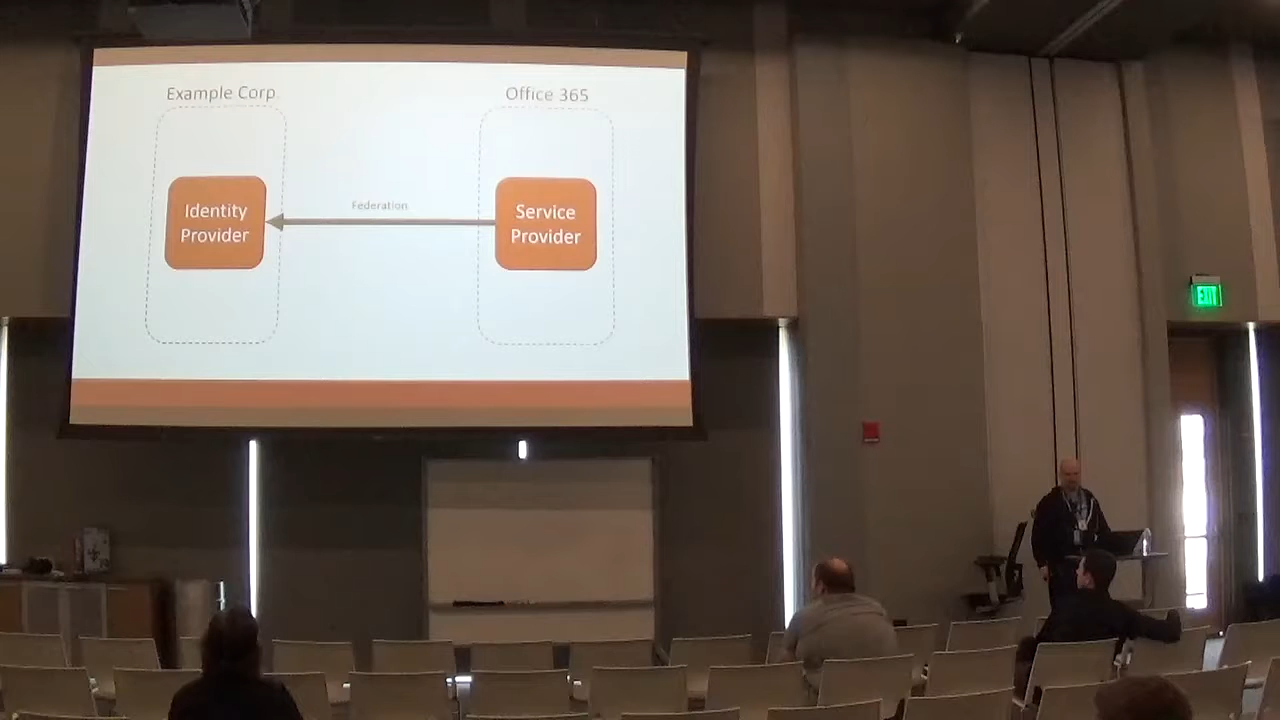 Example Corp
Office 365
Identity
Provider
Federation
Service
Provider
EXIT